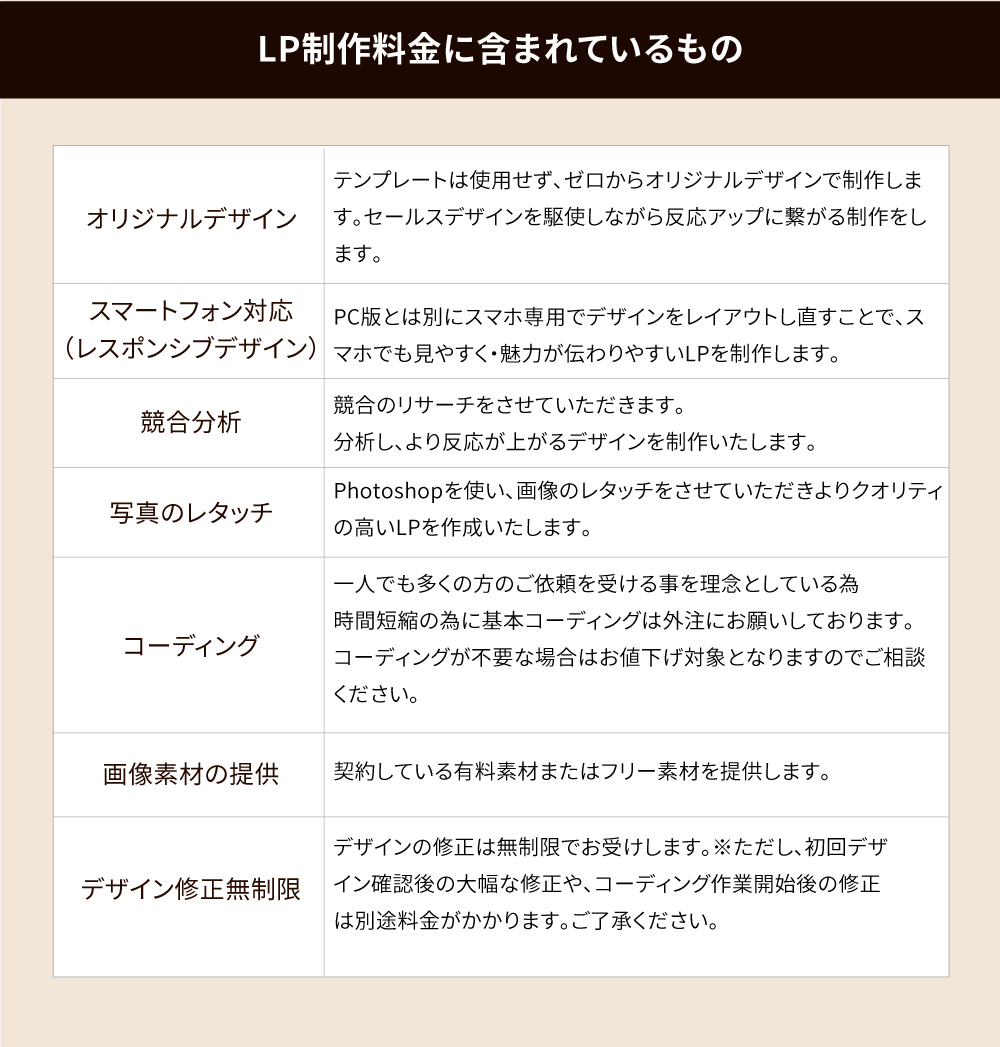 LP制作料金に含まれているもの
オリジナルデザイン
テンプレートは使用せず、ゼロからオリジナルデザインで制作しま
す。セールスデザインを駆使しながら反応アップに繋がる制作をし
ます。
スマートフォン対応
（レスポンシブデザイン）
PC版とは別にスマホ専用でデザインをレイアウトし直すことで、ス
マホでも見やすく・魅力が伝わりやすいLPを制作します。
競合分析
競合のリサーチをさせていただきます。
分析し、より反応が上がるデザインを制作いたします。
写真のレタッチ
Photoshopを使い、画像のレタッチをさせていただきよりクオリティ
の高いLPを作成いたします。
コーディング
一人でも多くの方のご依頼を受ける事を理念としている為
時間短縮の為に基本コーディングは外注にお願いしております。
コーディングが不要な場合はお値下げ対象となりますのでご相談
ください。
画像素材の提供
契約している有料素材またはフリー素材を提供します。
デザイン修正無制限
デザインの修正は無制限でお受けします。※ただし、初回デザ
イン確認後の大幅な修正や、コーディング作業開始後の修正
は別途料金がかかります。ご了承ください。